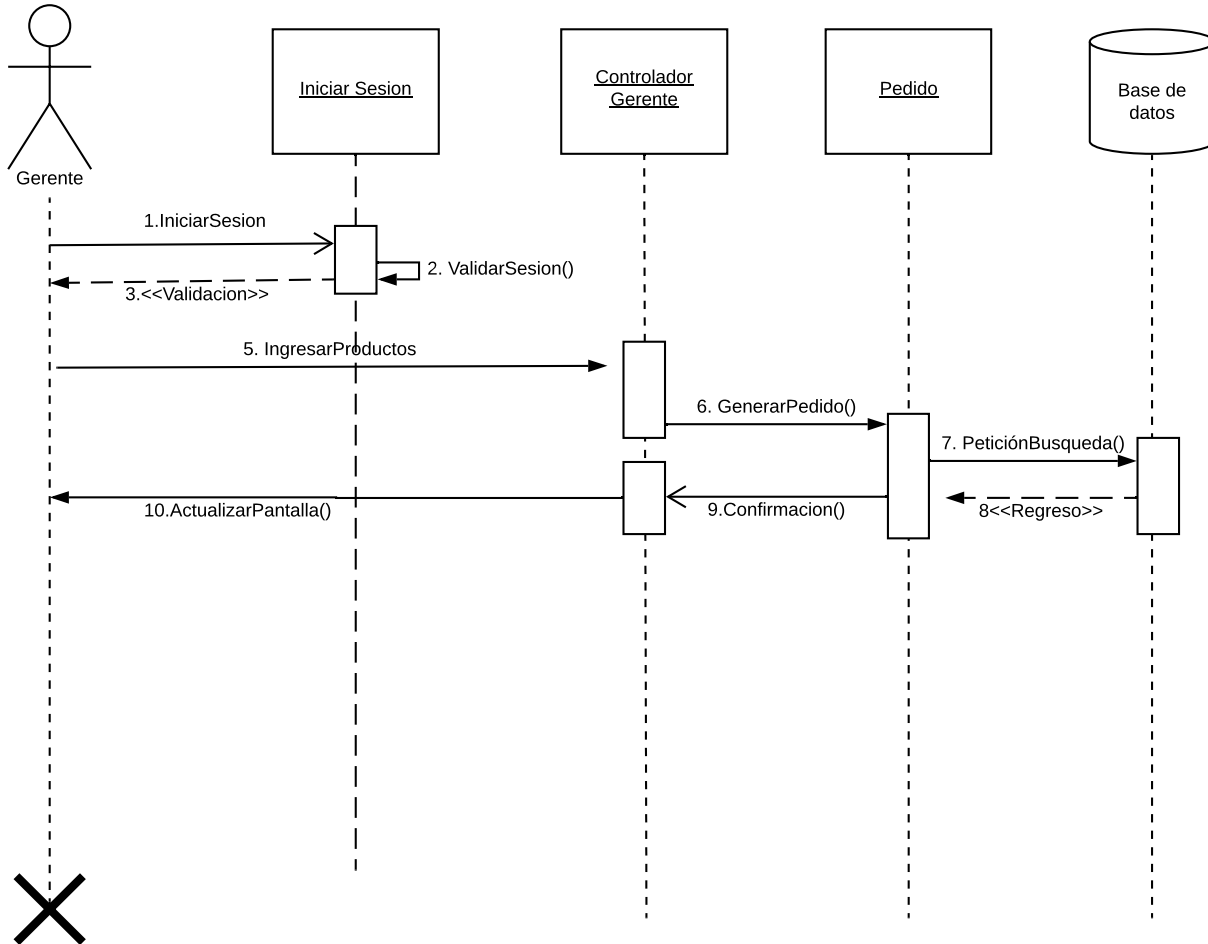 Iniciar Sesion
Controlador
Gerente
Pedido
Base de
datos
Gerente
1.IniciarSesion
2. ValidarSesion()
3.<<Validacion>>
5. IngresarProductos
6. GenerarPedido()
7. PeticiónBusqueda()
8<<Regreso>>
9.Confirmacion()
10.ActualizarPantalla()